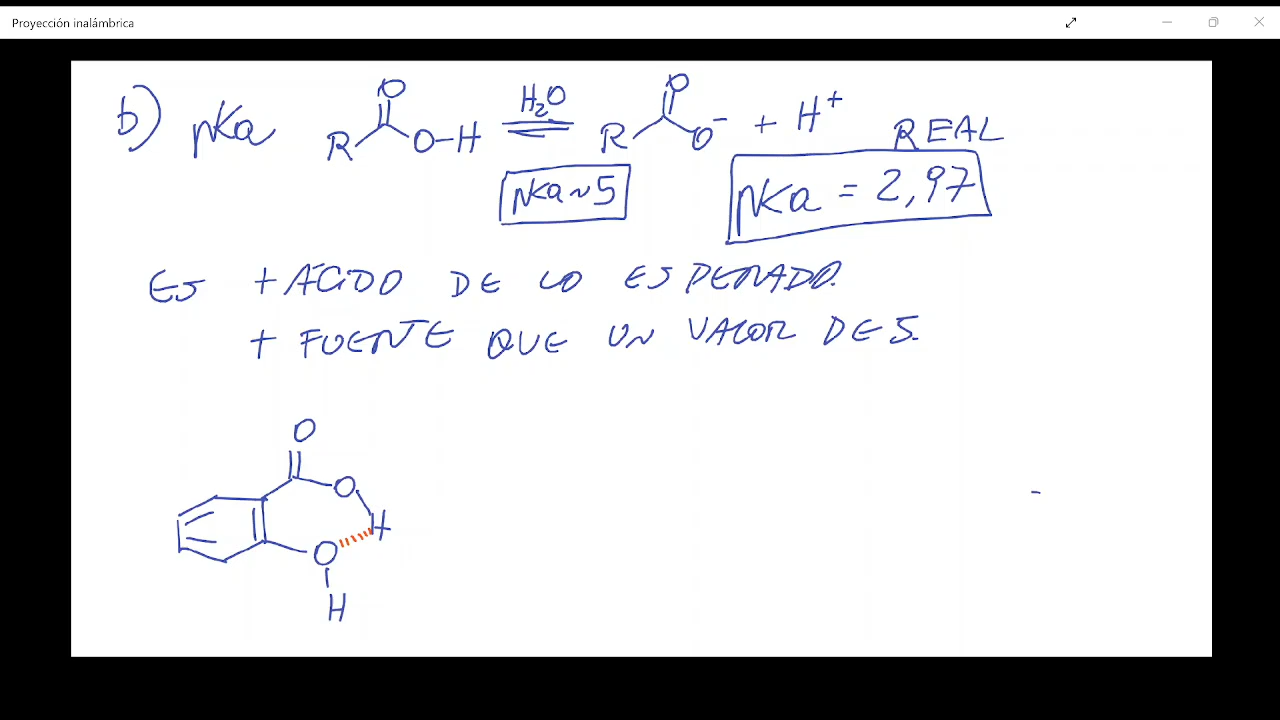 Proyección inalámbrica
b) pKa R O O-H H₂O R O O⁻ + H⁺ REAL
pKa ~ 5 pKa = 2,97
ES + ÁCIDO DE LO ESPERADO.
+ FUERTE QUE UN VALOR DE 5.
O
O
H
O
H